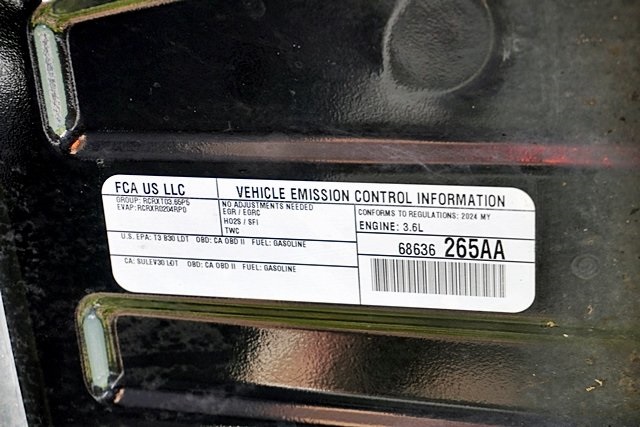 FCA US LLC
VEHICLE EMISSION CONTROL INFORMATION
GROUP: RCRXT03.65P5
EVAP: RCRXR0204RP0
NO ADJUSTMENTS NEEDED
EGR / EGRC
HO2S / SFI
TWC
CONFORMS TO REGULATIONS: 2024 MY
ENGINE: 3.6L
U.S. EPA: T3 B30 LDT OBD: CA OBD II FUEL: GASOLINE
CA: SULEV30 LDT OBD: CA OBD II FUEL: GASOLINE
68636 265AA